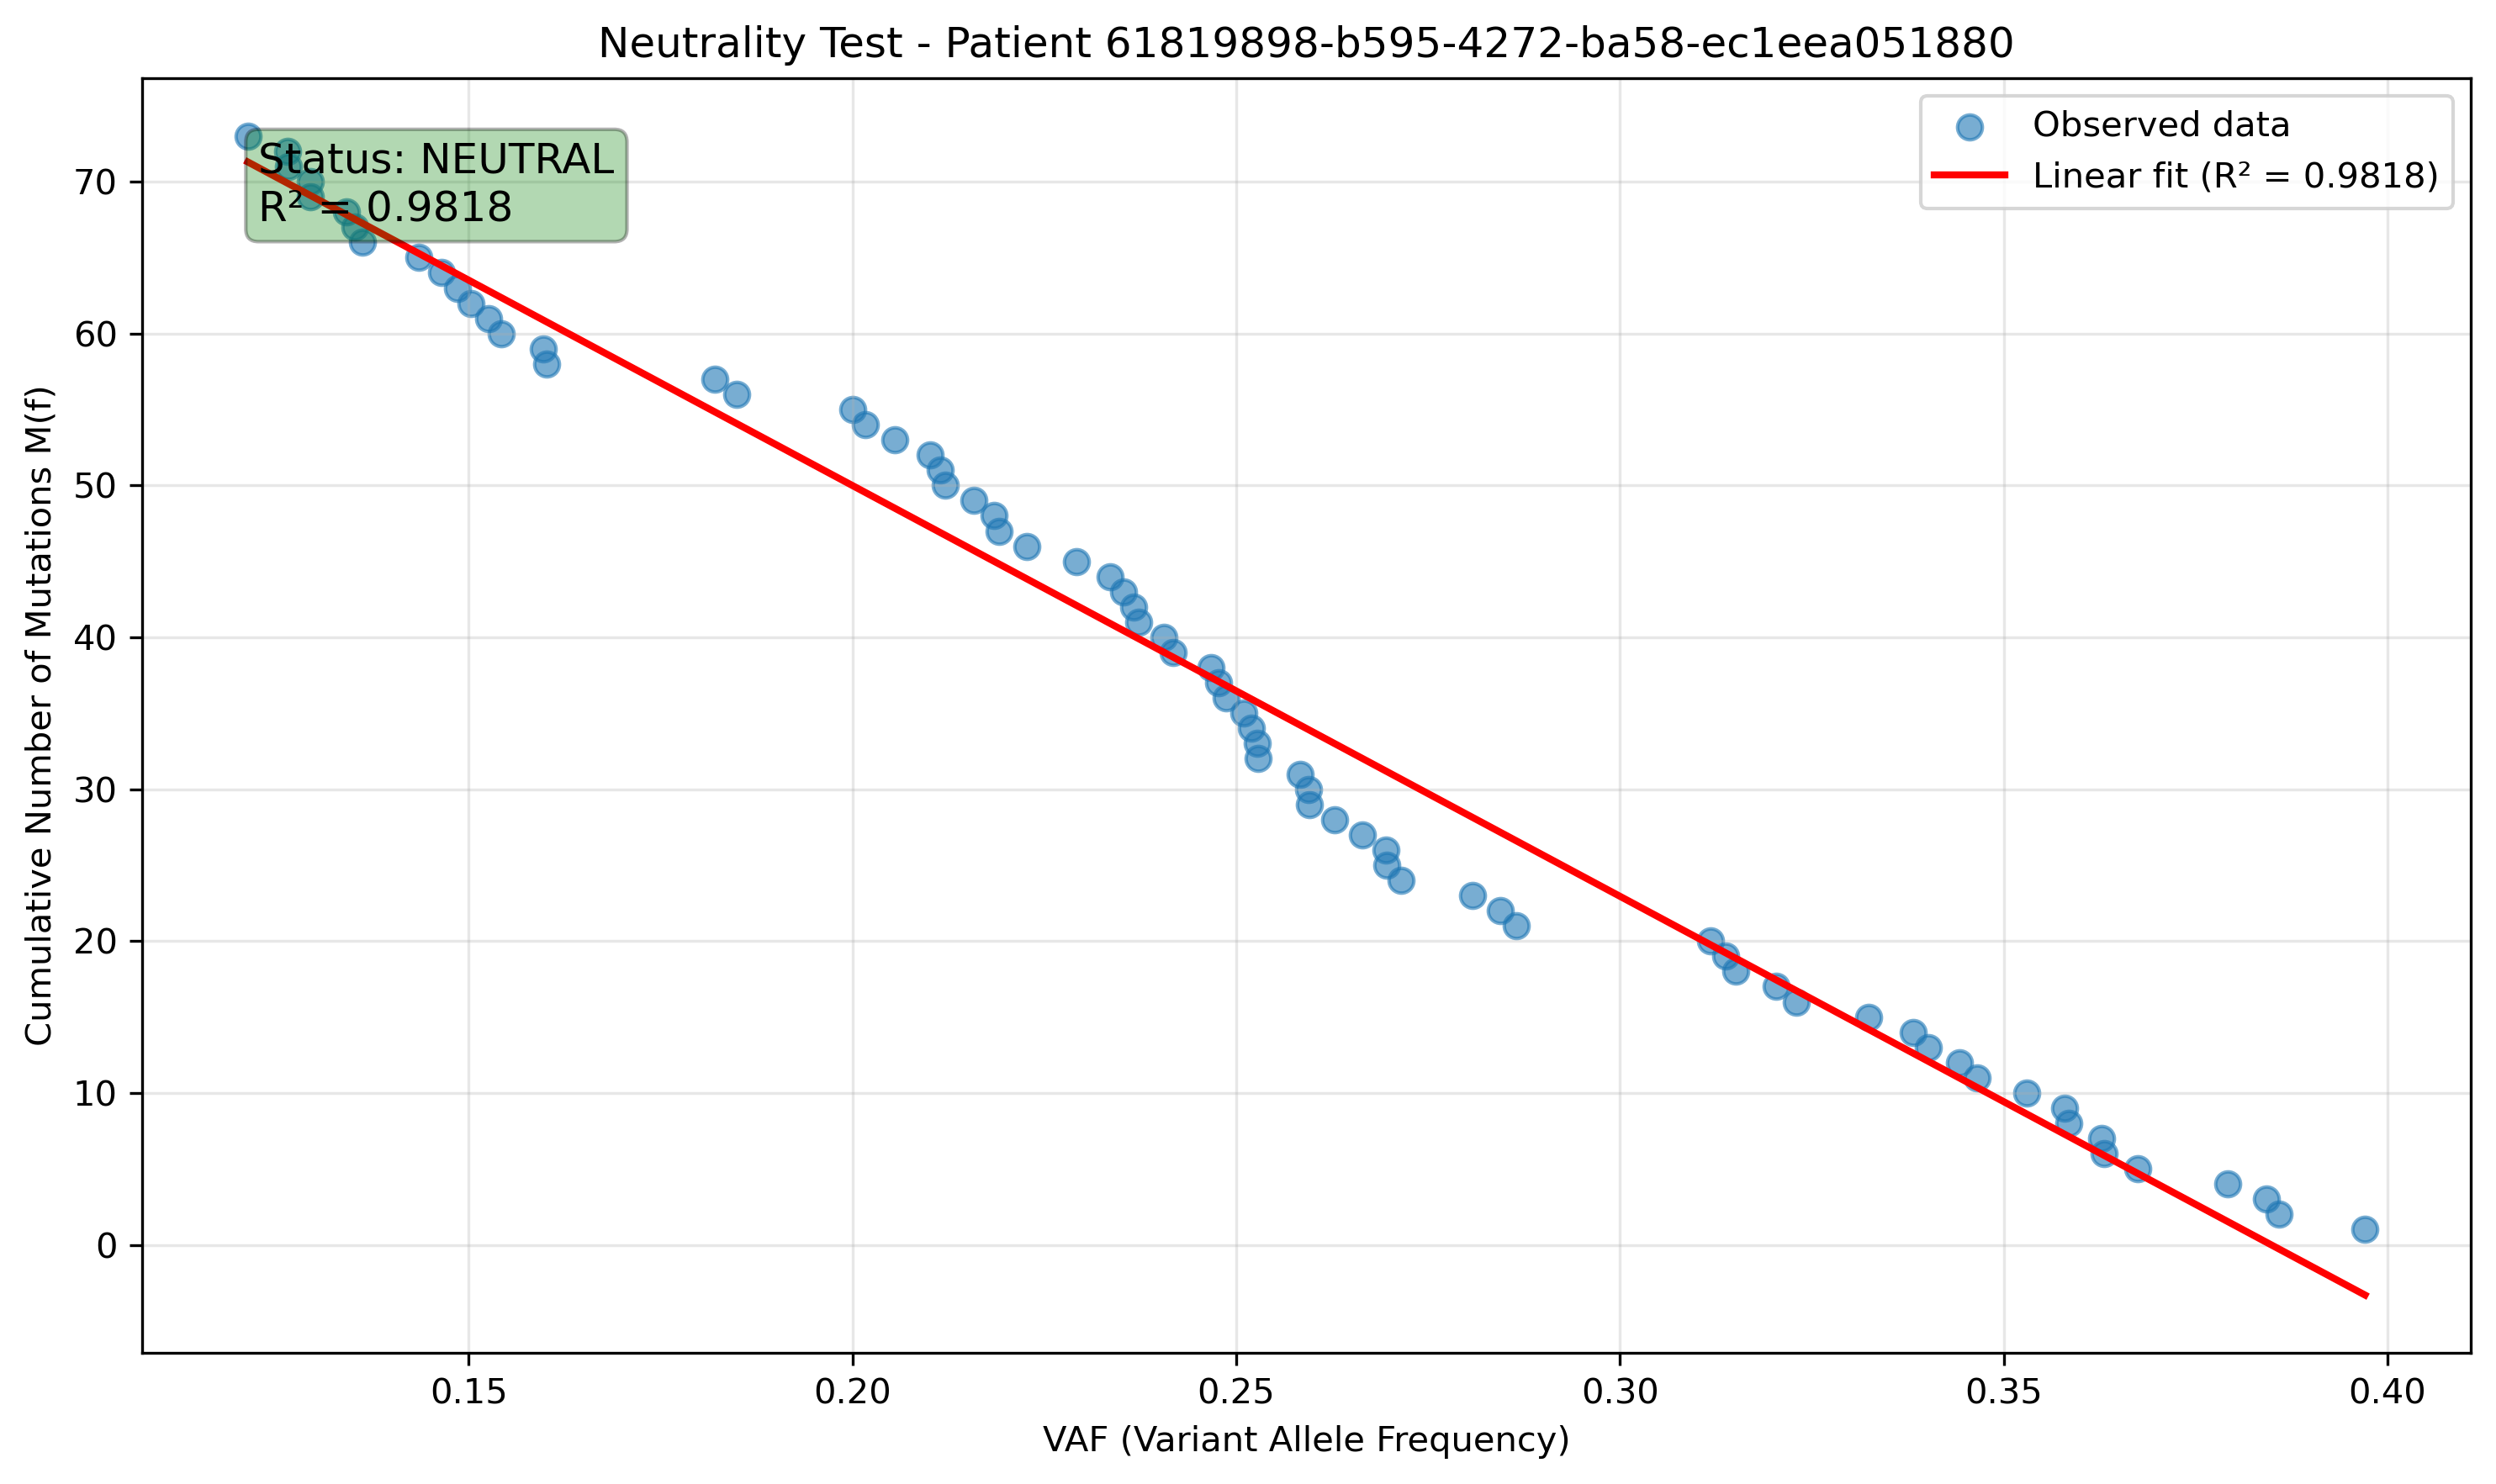 Neutrality Test - Patient 61819898-b595-4272-ba58-ec1eea051880
Status: NEUTRAL
R² = 0.9818
Observed data
Linear fit (R² = 0.9818)
Cumulative Number of Mutations M(f)
70
60
50
40
30
20
10
0
0.15
0.20
0.25
0.30
0.35
0.40
VAF (Variant Allele Frequency)